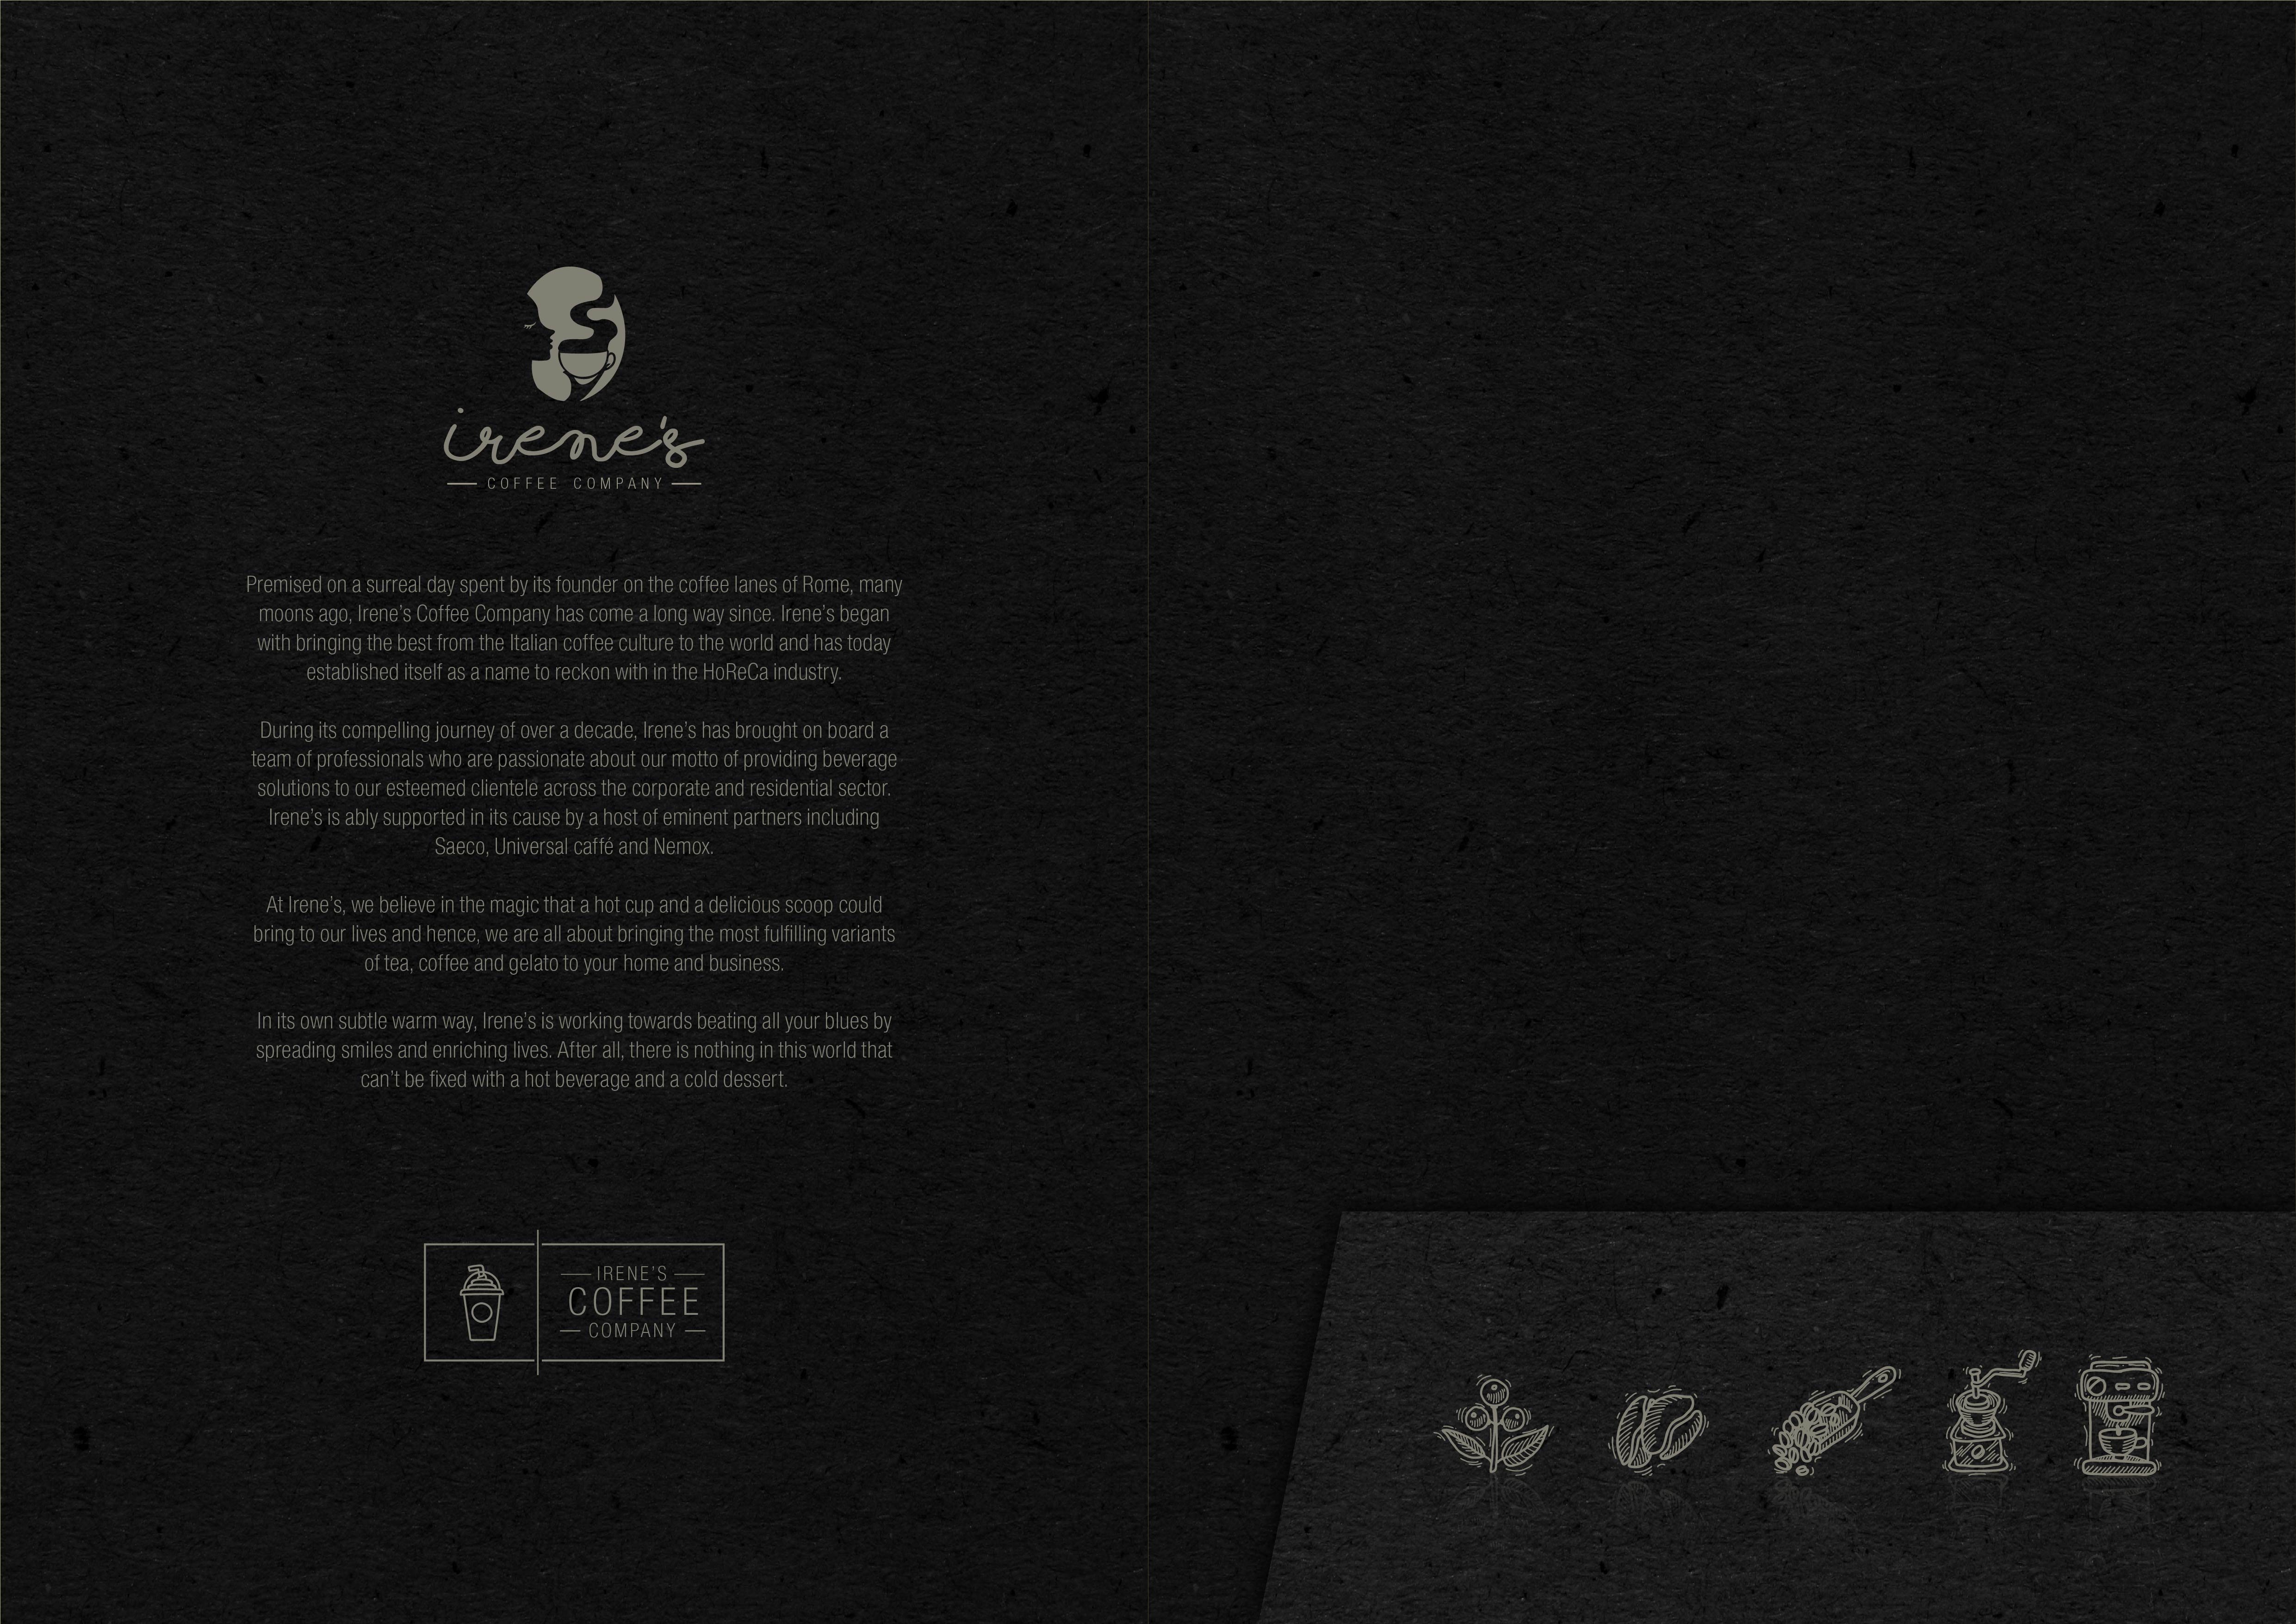 irene's
COFFEE COMPANY
Premised on a surreal day spent by its founder on the coffee lanes of Rome, many
moons ago, Irene’s Coffee Company has come a long way since. Irene’s began
with bringing the best from the Italian coffee culture to the world and has today
established itself as a name to reckon with in the HoReCa industry.
During its compelling journey of over a decade, Irene’s has brought on board a
team of professionals who are passionate about our motto of providing beverage
solutions to our esteemed clientele across the corporate and residential sector.
Irene’s is ably supported in its cause by a host of eminent partners including
Saeco, Universal caffé and Nemox.
At Irene’s, we believe in the magic that a hot cup and a delicious scoop could
bring to our lives and hence, we are all about bringing the most fulfilling variants
of tea, coffee and gelato to your home and business.
In its own subtle warm way, Irene’s is working towards beating all your blues by
spreading smiles and enriching lives. After all, there is nothing in this world that
can’t be fixed with a hot beverage and a cold dessert.
IRENE’S
COFFEE
COMPANY